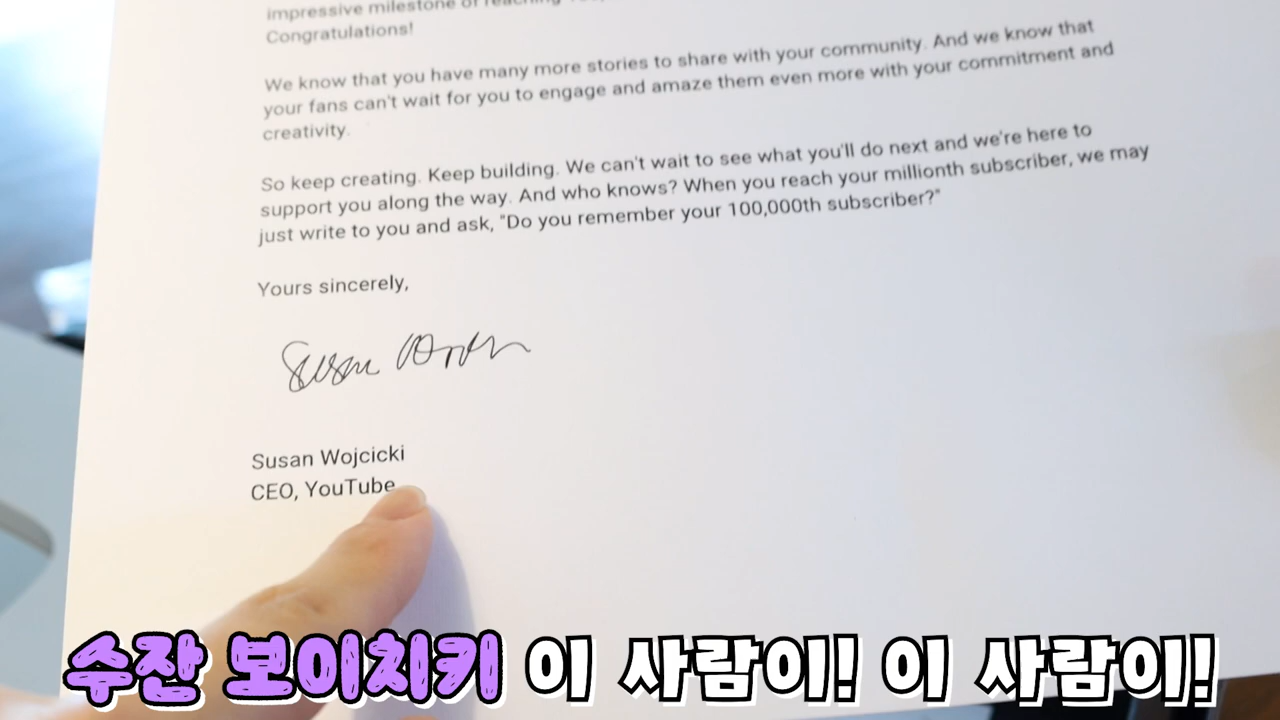 impressive milestone of reaching
Congratulations!
We know that you have many more stories to share with your community. And we know that
your fans can't wait for you to engage and amaze them even more with your commitment and
creativity.
So keep creating. Keep building. We can't wait to see what you'll do next and we're here to
support you along the way. And who knows? When you reach your millionth subscriber, we may
just write to you and ask, "Do you remember your 100,000th subscriber?"
Yours sincerely,
Susan
Susan Wojcicki
CEO, YouTube
수잔 보이치키 이 사람이! 이 사람이!